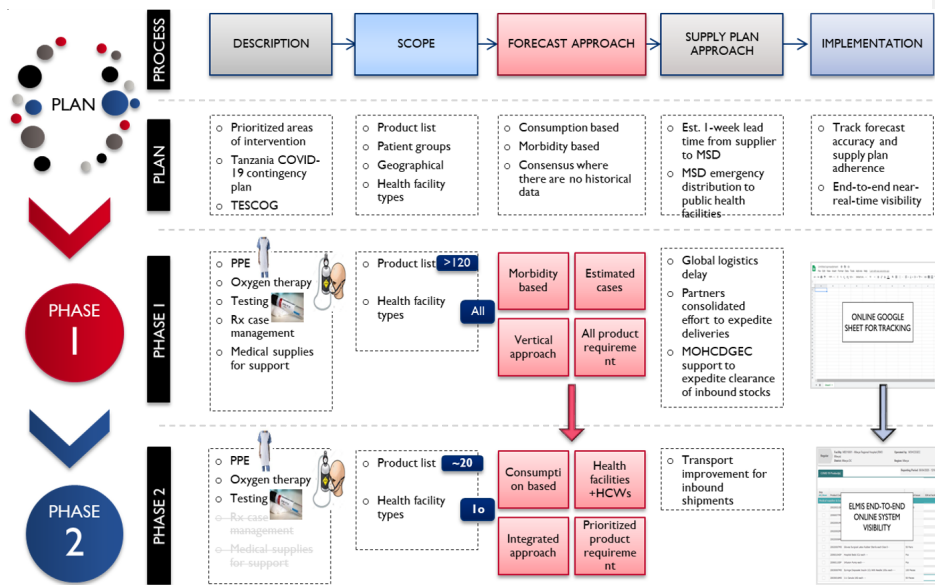 PROCESS
DESCRIPTION
SCOPE
FORECAST APPROACH
SUPPLY PLAN
APPROACH
IMPLEMENTATION
PLAN
PLAN
Prioritized areas
of intervention
Tanzania COVID-
19 contingency
plan
TESCOG
Product list
Patient groups
Geographical
Health facility
types
Consumption based
Morbidity based
Consensus where
there are no historical
data
Est. 1-week lead
time from supplier
to MSD
MSD emergency
distribution to
public health
facilities
Track forecast
accuracy and
supply plan
adherence
End-to-end near-
real-time visibility
PHASE
1
PHASE 1
PPE
Oxygen therapy
Testing
Rx case
management
Medical supplies
for support
Product list
>120
Health facility
types
All
Morbidity
based
Estimated
cases
Vertical
approach
All product
requireme
nt
Global logistics
delay
Partners
consolidated
effort to expedite
deliveries
MOHCDGEC
support to
expedite clearance
of inbound stocks
ONLINE GOOGLE
SHEET FOR TRACKING
PHASE
2
PHASE 2
PPE
Oxygen therapy
Testing
Rx case
management
Medical supplies
for support
Product list
~20
Health facility
types
1o
Consumpti
on based
Health
facilities
+HCWs
Integrated
approach
Prioritized
product
requireme
nt
Transport
improvement for
inbound
shipments
ELMIS END-TO-END
ONLINE SYSTEM
VISIBILITY